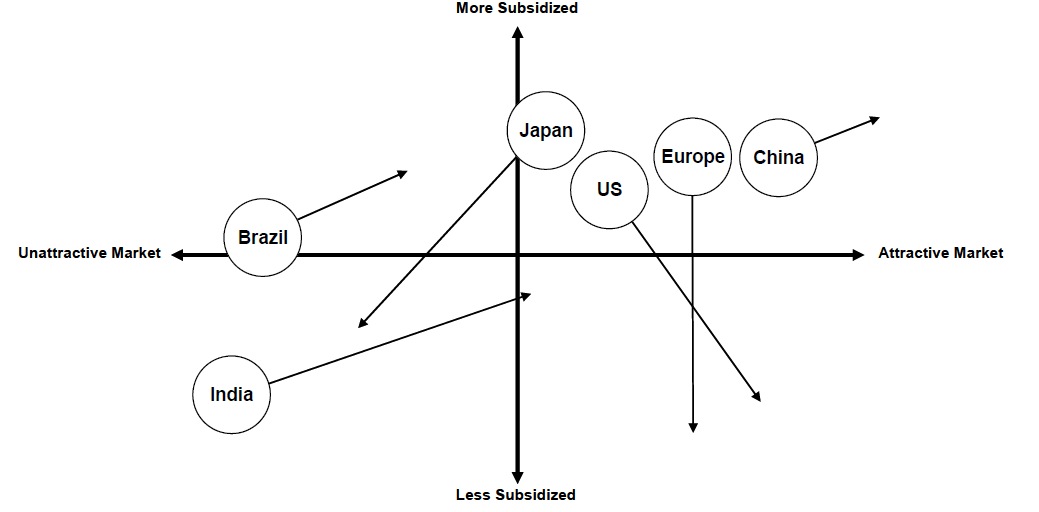 More Subsidized
Japan
Europe
China
US
Brazil
Unattractive Market
Attractive Market
India
Less Subsidized